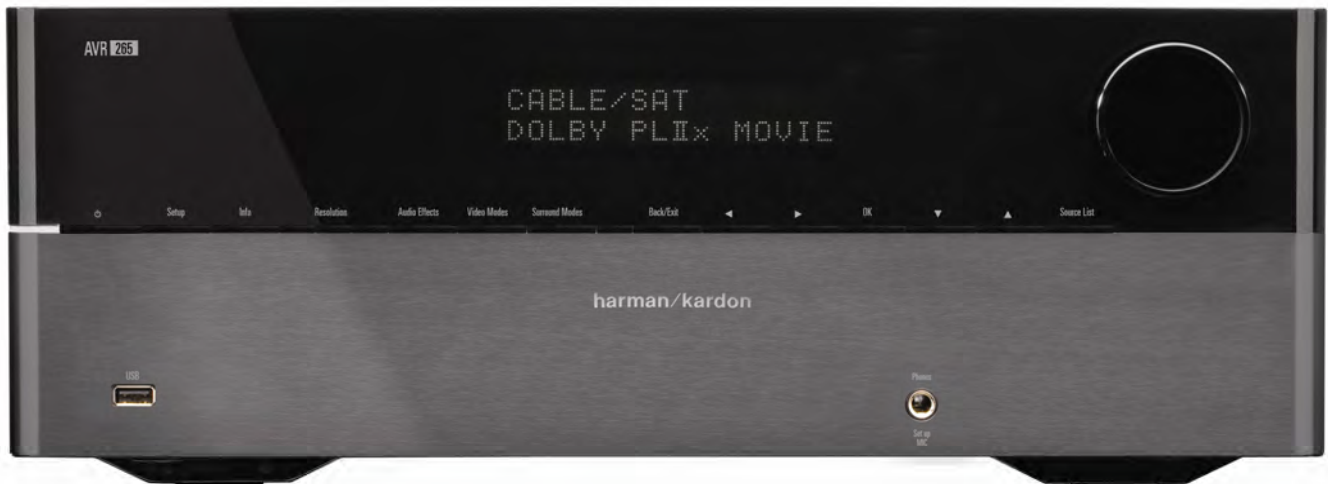 AVR 265
CABLE/SAT
DOLBY PLⅡx MOVIE
Setup Info Resolution Audio Effects Video Modes Surround Modes Back/Exit ◄ ► OK ▼ ▲ Source List
harman/kardon
USB
Phones
Set up
MIC